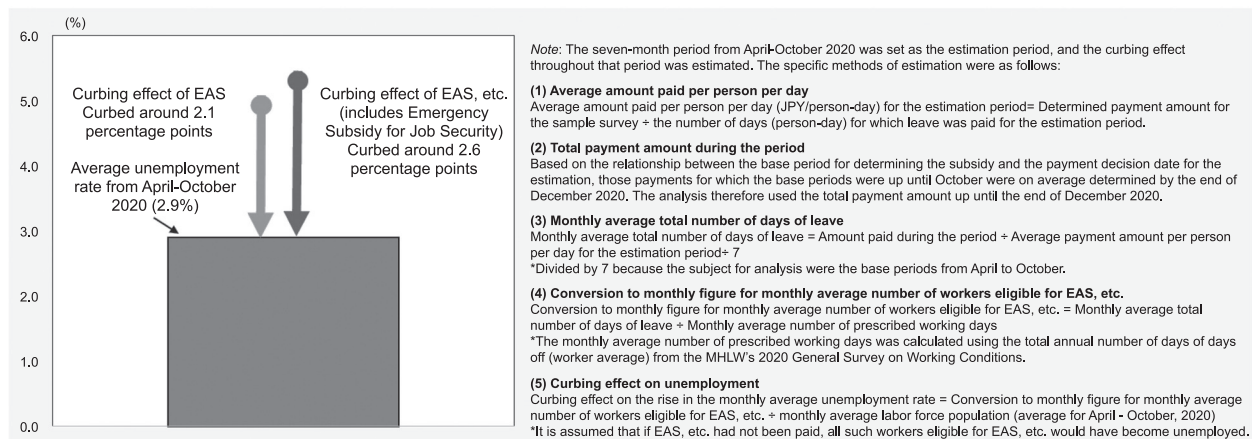 (%)
6.0
5.0
4.0
3.0
2.0
1.0
0.0
Curbing effect of EAS
Curbed around 2.1
percentage points
Average unemployment
rate from April-October
2020 (2.9%)
Curbing effect of EAS, etc.
(includes Emergency
Subsidy for Job Security)
Curbed around 2.6
percentage points
Note: The seven-month period from April-October 2020 was set as the estimation period, and the curbing effect
throughout that period was estimated. The specific methods of estimation were as follows:
(1) Average amount paid per person per day
Average amount paid per person per day (JPY/person-day) for the estimation period= Determined payment amount for
the sample survey ÷ the number of days (person-day) for which leave was paid for the estimation period.
(2) Total payment amount during the period
Based on the relationship between the base period for determining the subsidy and the payment decision date for the
estimation, those payments for which the base periods were up until October were on average determined by the end of
December 2020. The analysis therefore used the total payment amount up until the end of December 2020.
(3) Monthly average total number of days of leave
Monthly average total number of days of leave = Amount paid during the period ÷ Average payment amount per person
per day for the estimation period÷ 7
*Divided by 7 because the subject for analysis were the base periods from April to October.
(4) Conversion to monthly figure for monthly average number of workers eligible for EAS, etc.
Conversion to monthly figure for monthly average number of workers eligible for EAS, etc. = Monthly average total
number of days of leave ÷ Monthly average number of prescribed working days
*The monthly average number of prescribed working days was calculated using the total annual number of days of days
off (worker average) from the MHLW's 2020 General Survey on Working Conditions.
(5) Curbing effect on unemployment
Curbing effect on the rise in the monthly average unemployment rate = Conversion to monthly figure for monthly average
number of workers eligible for EAS, etc. ÷ monthly average labor force population (average for April - October, 2020)
*It is assumed that if EAS, etc. had not been paid, all such workers eligible for EAS, etc. would have become unemployed.